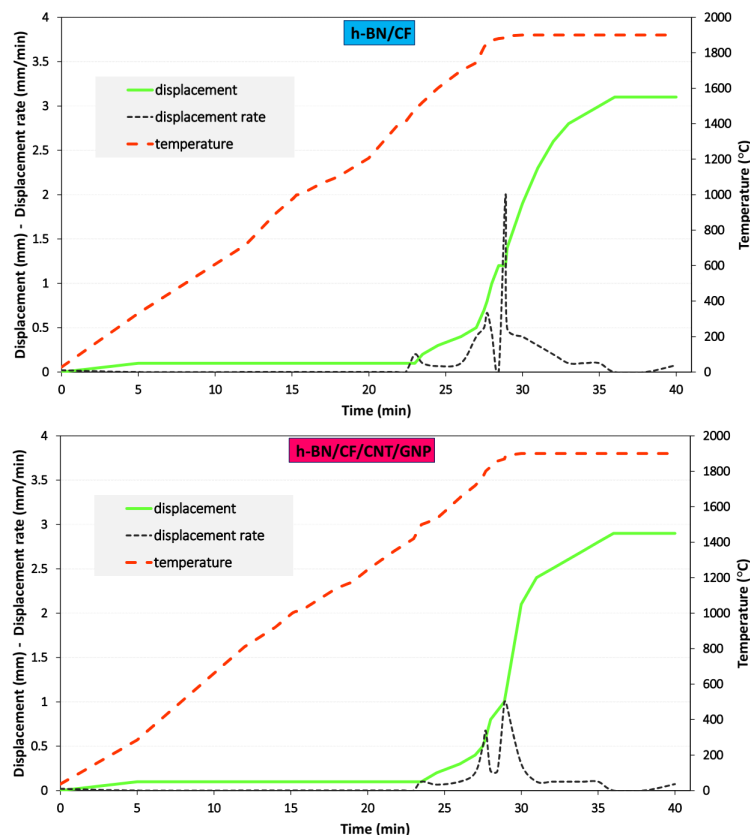 h-BN/CF
Displacement (mm) - Displacement rate (mm/min)
4
3.5
3
2.5
2
1.5
1
0.5
0
displacement
displacement rate
temperature
2000
1800
1600
1400
1200
1000
800
600
400
200
0
Temperature (°C)
0 5 10 15 20 25 30 35 40
Time (min)
h-BN/CF/CNT/GNP
Displacement (mm) - Displacement rate (mm/min)
4
3.5
3
2.5
2
1.5
1
0.5
0
displacement
displacement rate
temperature
2000
1800
1600
1400
1200
1000
800
600
400
200
0
Temperature (°C)
0 5 10 15 20 25 30 35 40
Time (min)